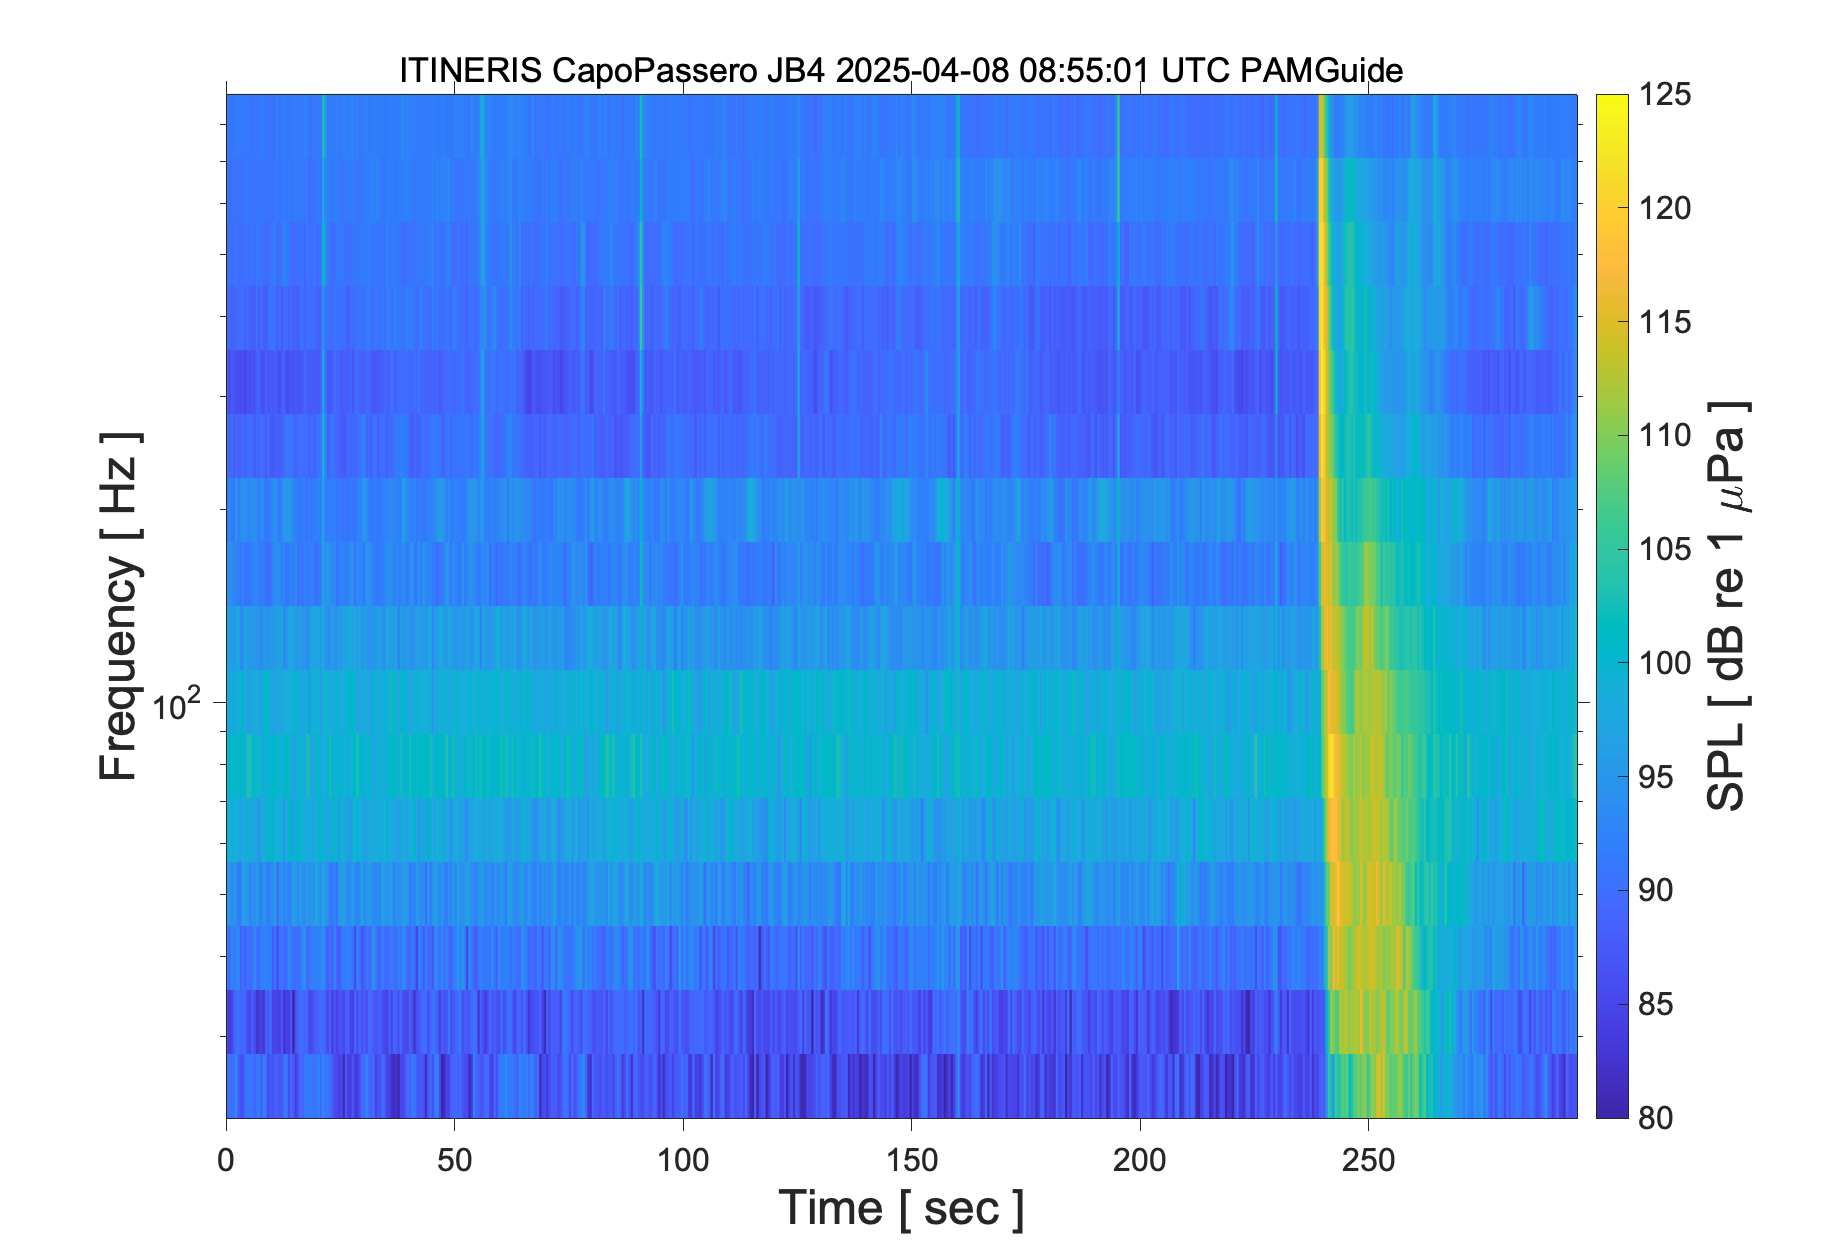 ITINERIS CapoPassero JB4 2025-04-08 08:55:01 UTC PAMGuide
125
120
115
110
105
100
95
90
85
80
SPL [ dB re 1 μPa ]
Frequency [ Hz ]
10²
0 50 100 150 200 250
Time [ sec ]